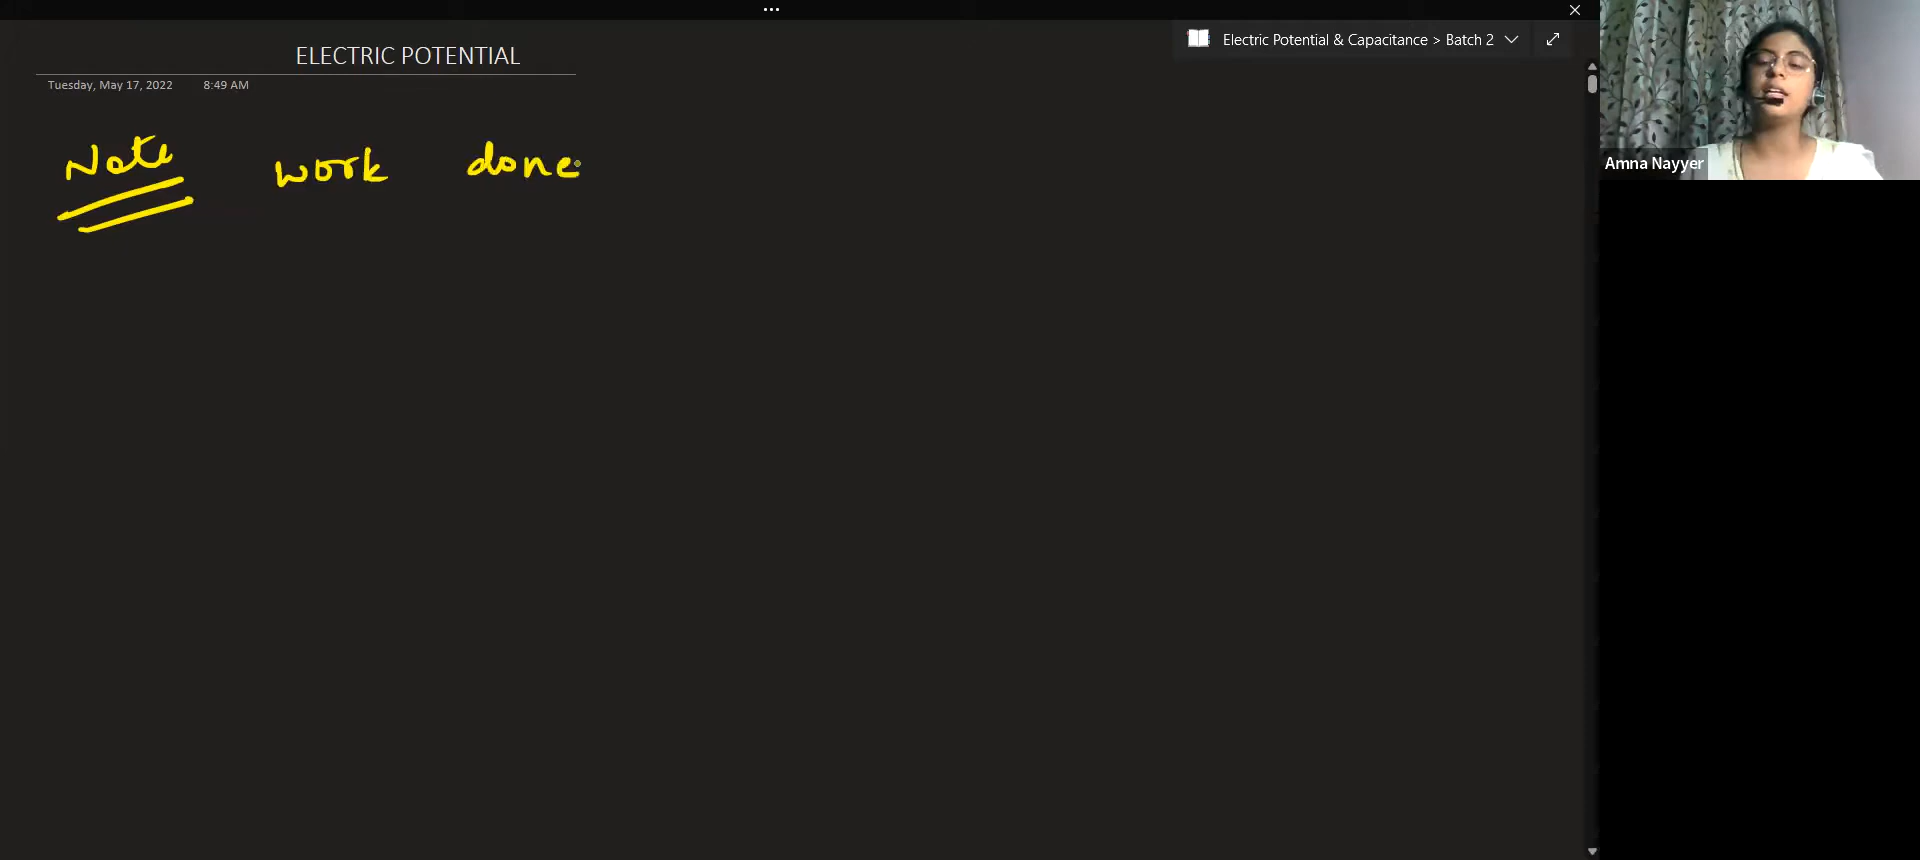 Electric Potential & Capacitance > Batch 2
ELECTRIC POTENTIAL
Tuesday, May 17, 2022 8:49 AM
Note work done
Amna Nayyer